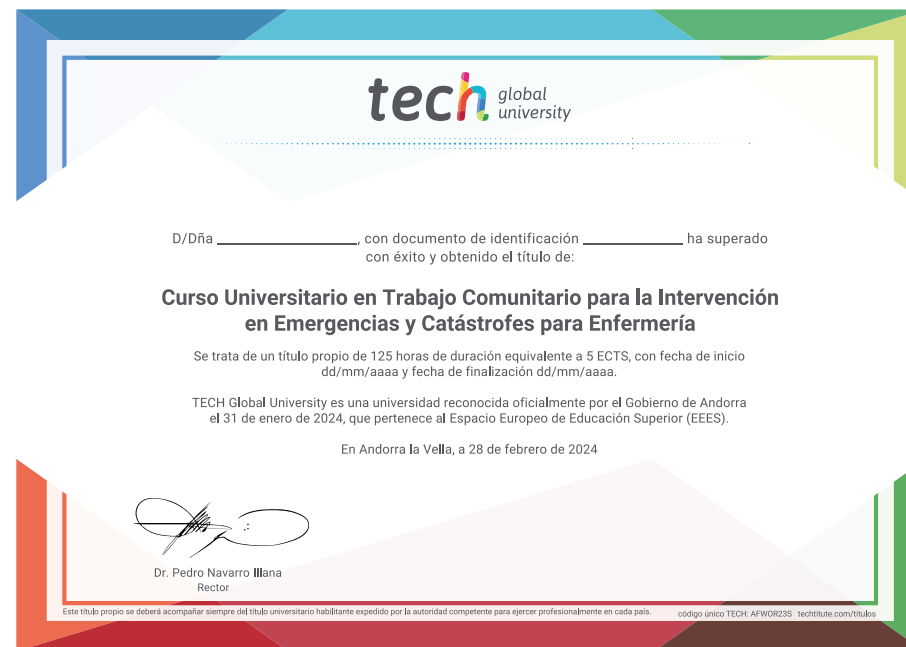 tech global university
D/Dña ______________, con documento de identificación __________ ha superado
con éxito y obtenido el título de:
Curso Universitario en Trabajo Comunitario para la Intervención
en Emergencias y Catástrofes para Enfermería
Se trata de un título propio de 125 horas de duración equivalente a 5 ECTS, con fecha de inicio
dd/mm/aaaa y fecha de finalización dd/mm/aaaa.
TECH Global University es una universidad reconocida oficialmente por el Gobierno de Andorra
el 31 de enero de 2024, que pertenece al Espacio Europeo de Educación Superior (EEES).
En Andorra la Vella, a 28 de febrero de 2024
Dr. Pedro Navarro Illana
Rector
Este título propio se deberá acompañar siempre del título universitario habilitante expedido por la autoridad competente para ejercer profesionalmente en cada país.
código único TECH: AFWOR23S techtitute.com/titulos